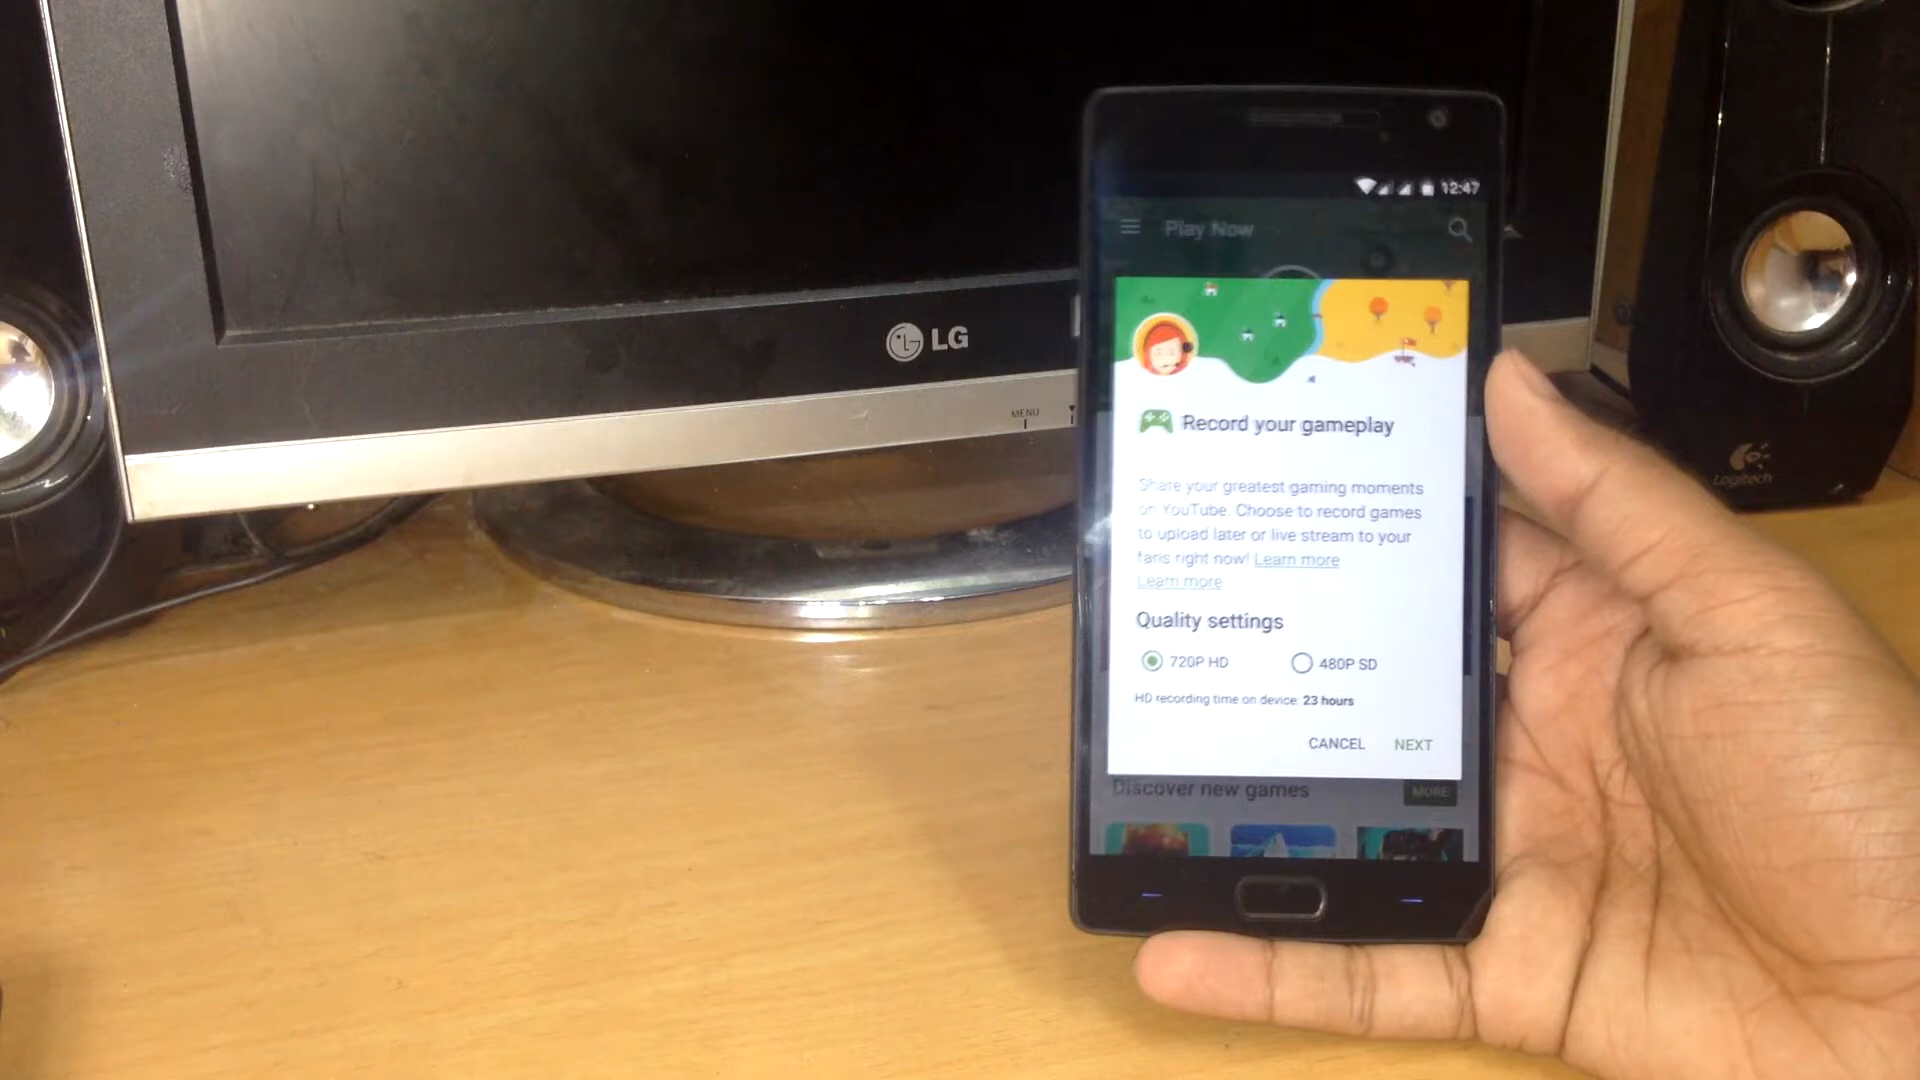 LG
MENU
Logitech
12:47
Play Now
Record your gameplay
Share your greatest gaming moments
on YouTube. Choose to record games
to upload later or live stream to your
fans right now! Learn more
Learn more
Quality settings
720P HD 480P SD
HD recording time on device: 23 hours
CANCEL NEXT
Discover new games MORE